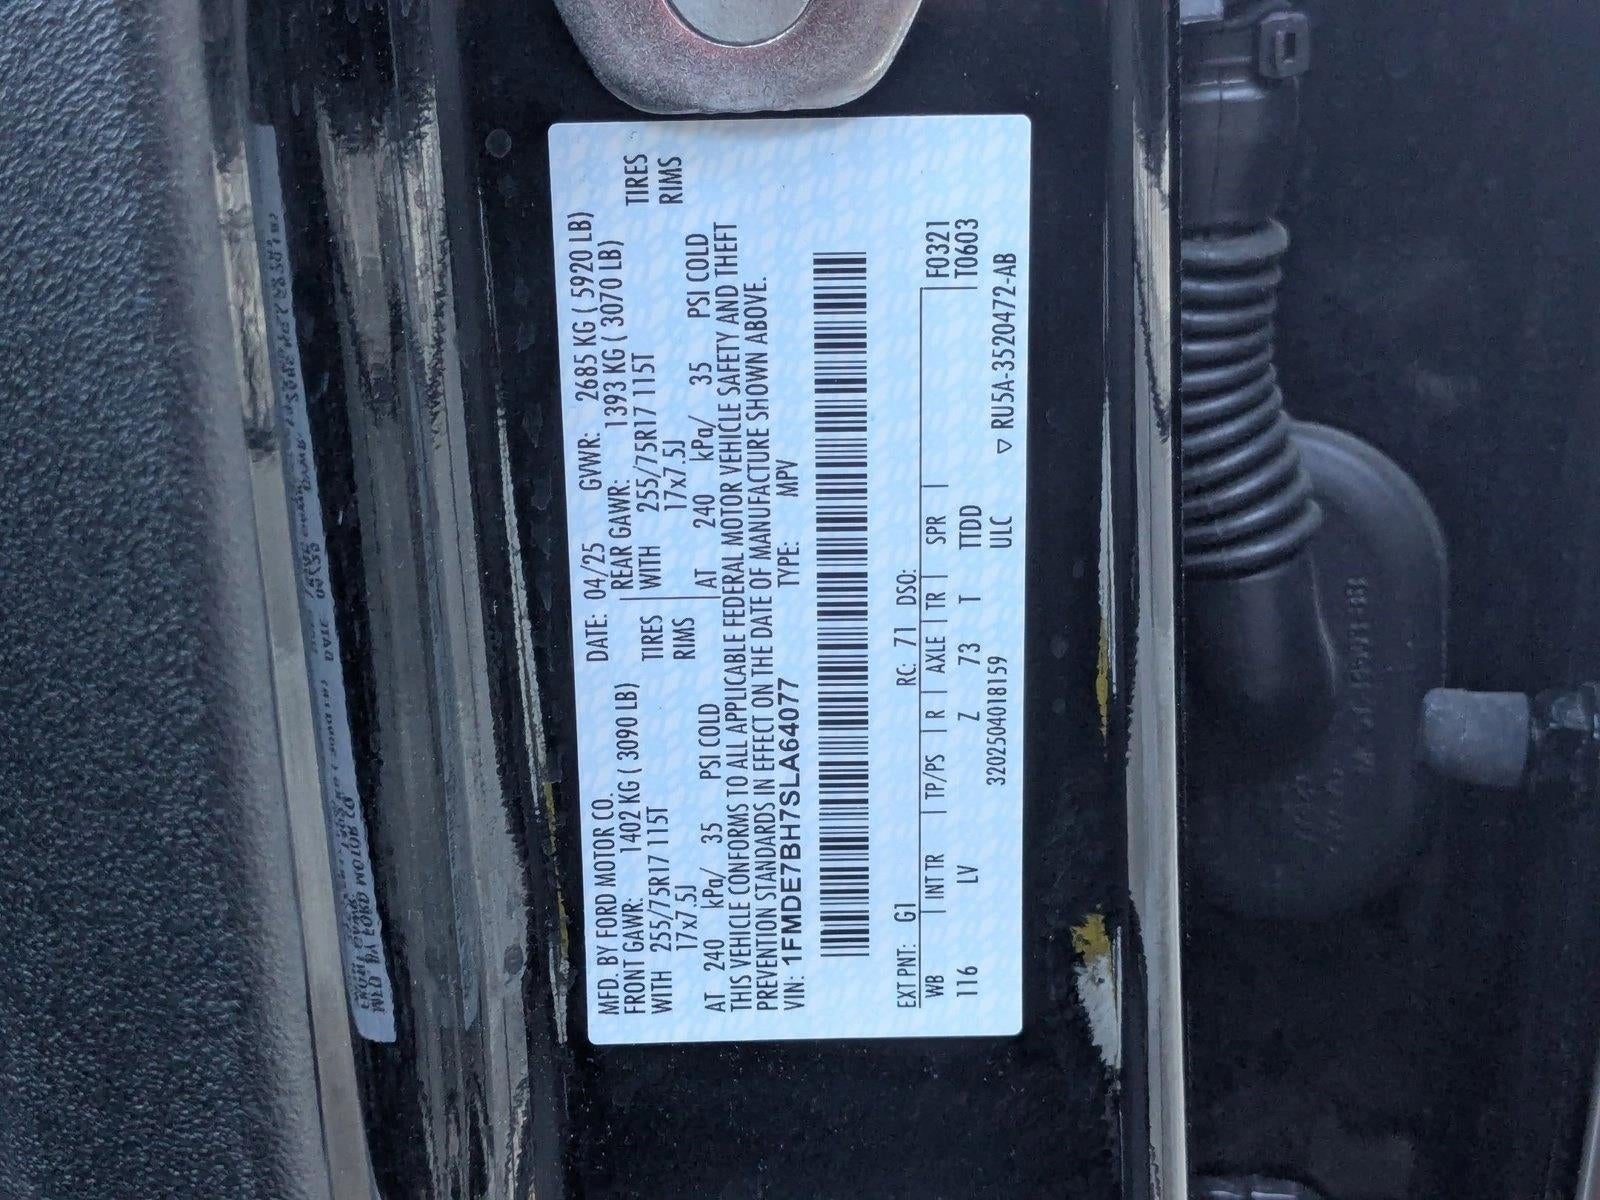 MFD. BY FORD MOTOR CO. DATE: 04/25 GVWR: 2685 KG ( 5920 LB)
FRONT GAWR: 1402 KG ( 3090 LB) REAR GAWR: 1393 KG ( 3070 LB)
WITH 255/75R17 115T TIRES WITH 255/75R17 115T TIRES
17x7.5J RIMS 17x7.5J RIMS
AT 240 kPa/ 35 PSI COLD AT 240 kPa/ 35 PSI COLD
THIS VEHICLE CONFORMS TO ALL APPLICABLE FEDERAL MOTOR VEHICLE SAFETY AND THEFT
PREVENTION STANDARDS IN EFFECT ON THE DATE OF MANUFACTURE SHOWN ABOVE.
VIN: 1FMDE7BH7SLA64077 TYPE: MPV
EXT PNT: G1 RC: 71 DSO: F0321
WB INT TR TP/PS R AXLE TR SPR T0603
116 LV Z 73 T TTDD
320250401815​9 ULC ▽ RU5A-3520472-AB